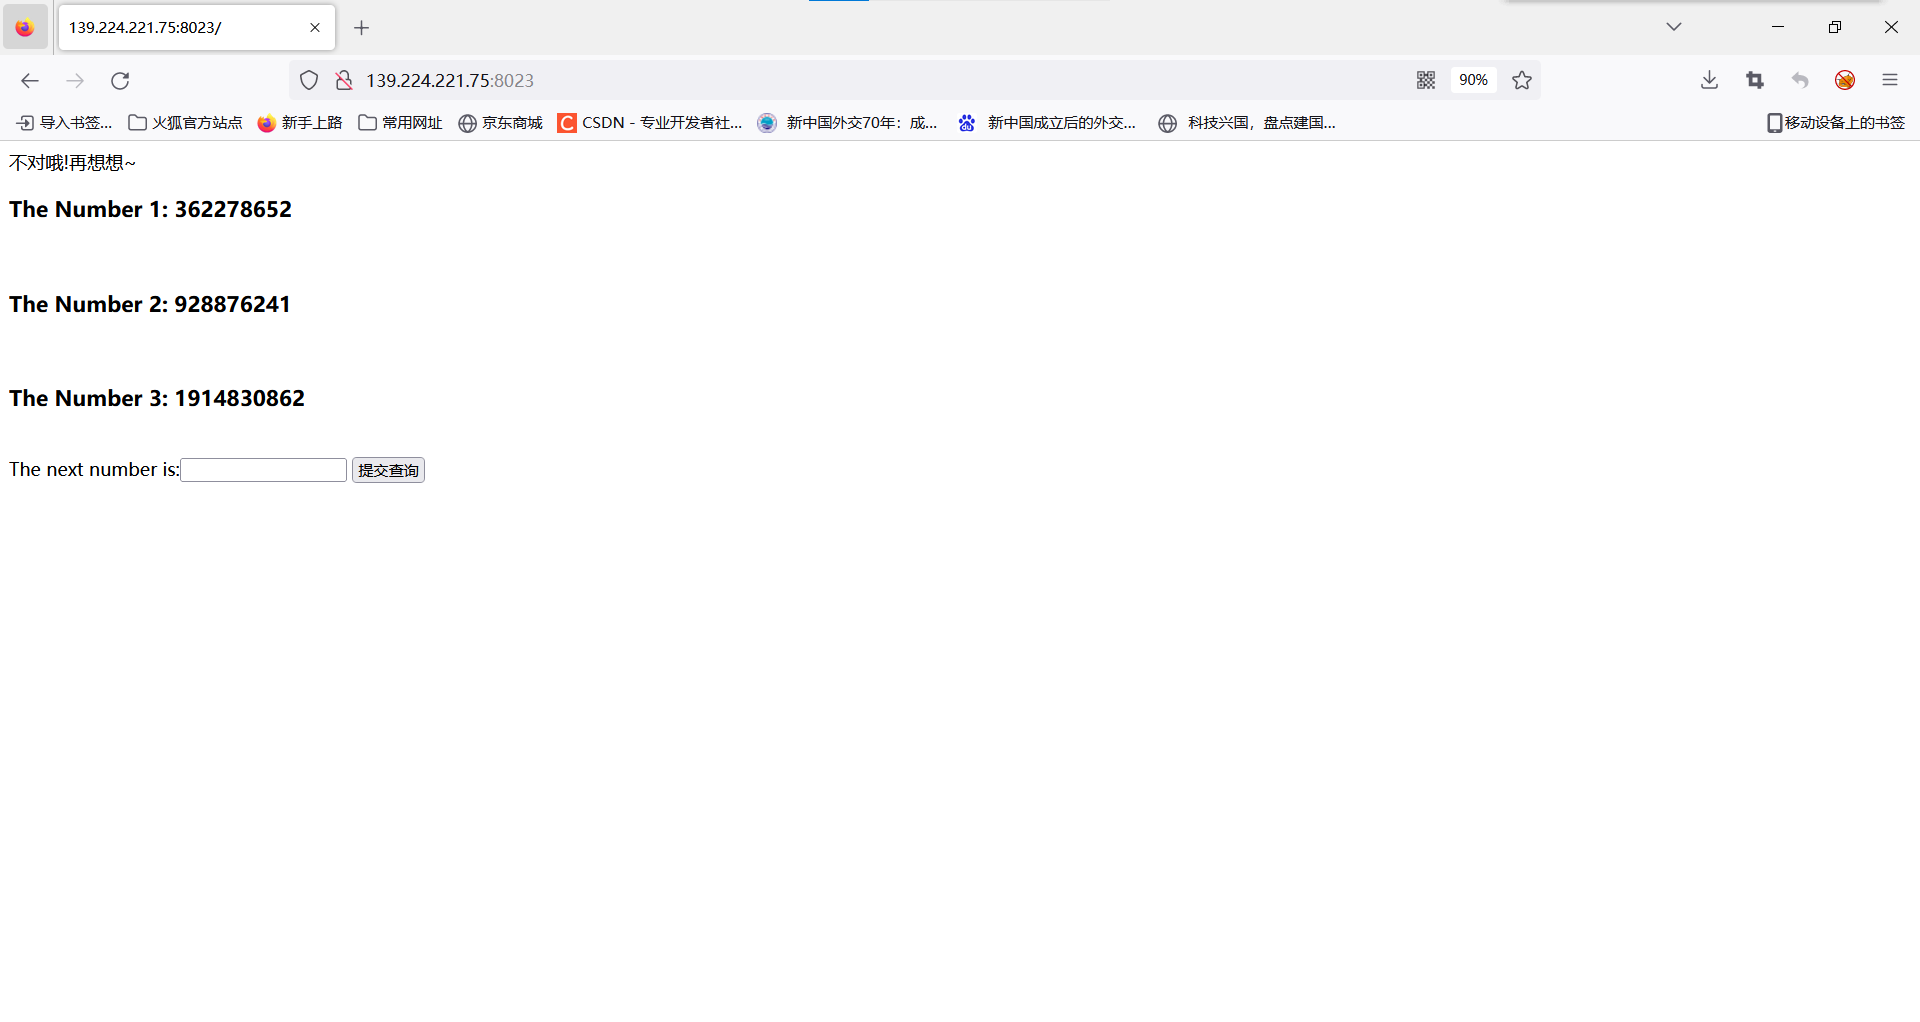 139.224.221.75:8023/
139.224.221.75:8023
90%
导入书签... 火狐官方站点 新手上路 常用网址 京东商城 CSDN - 专业开发者社... 新中国外交70年：成... 新中国成立后的外交... 科技兴国，盘点建国... 移动设备上的书签
不对哦!再想想~
The Number 1: 362278652
The Number 2: 928876241
The Number 3: 1914830862
The next number is: 提交查询